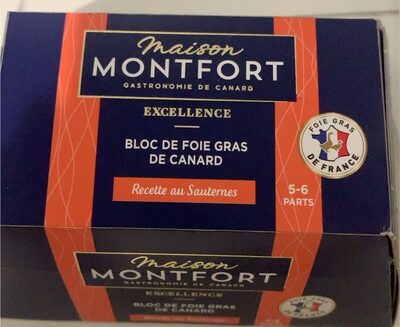 Maison
MONTFORT
GASTRONOMIE DE CANARD
EXCELLENCE
BLOC DE FOIE GRAS
DE CANARD
Recette au Sauternes
FOIE GRAS
DE FRANCE
5-6
PARTS
Maison
MONTFORT
GASTRONOMIE DE CANARD
EXCELLENCE
BLOC DE FOIE GRAS
DE CANARD